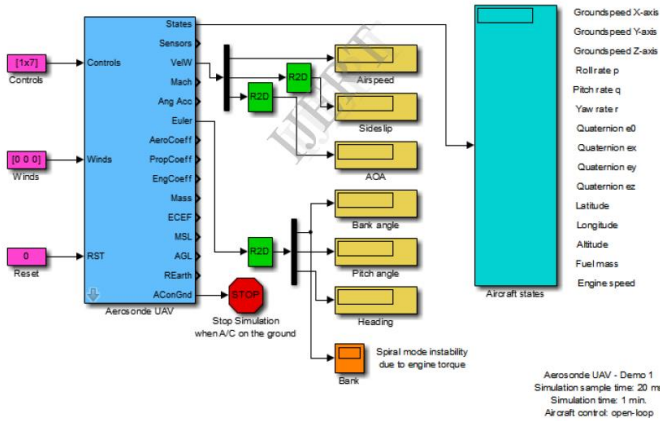 States
Sensors
[1x7]
Controls
Controls
VelW
Mach
Ang Acc
Euler
AeroCoeff
[0 0 0]
Winds
Winds
PropCoeff
EngCoeff
Mass
ECEF
MSL
0
Reset
RST
AGL
REarth
AConGnd
Aerosonde UAV
R2D
R2D
R2D
STOP
Stop Simulation
when A/C on the ground
Airspeed
Sideslip
AOA
Bank angle
Pitch angle
Heading
Bank
Spiral mode instability
due to engine torque
IJERT
Aircraft states
Groundspeed X-axis
Groundspeed Y-axis
Groundspeed Z-axis
Roll rate p
Pitch rate q
Yaw rate r
Quaternion e0
Quaternion ex
Quaternion ey
Quaternion ez
Latitude
Longitude
Altitude
Fuel mass
Engine speed
Aerosonde UAV - Demo 1
Simulation sample time: 20 ms
Simulation time: 1 min.
Aircraft control: open-loop